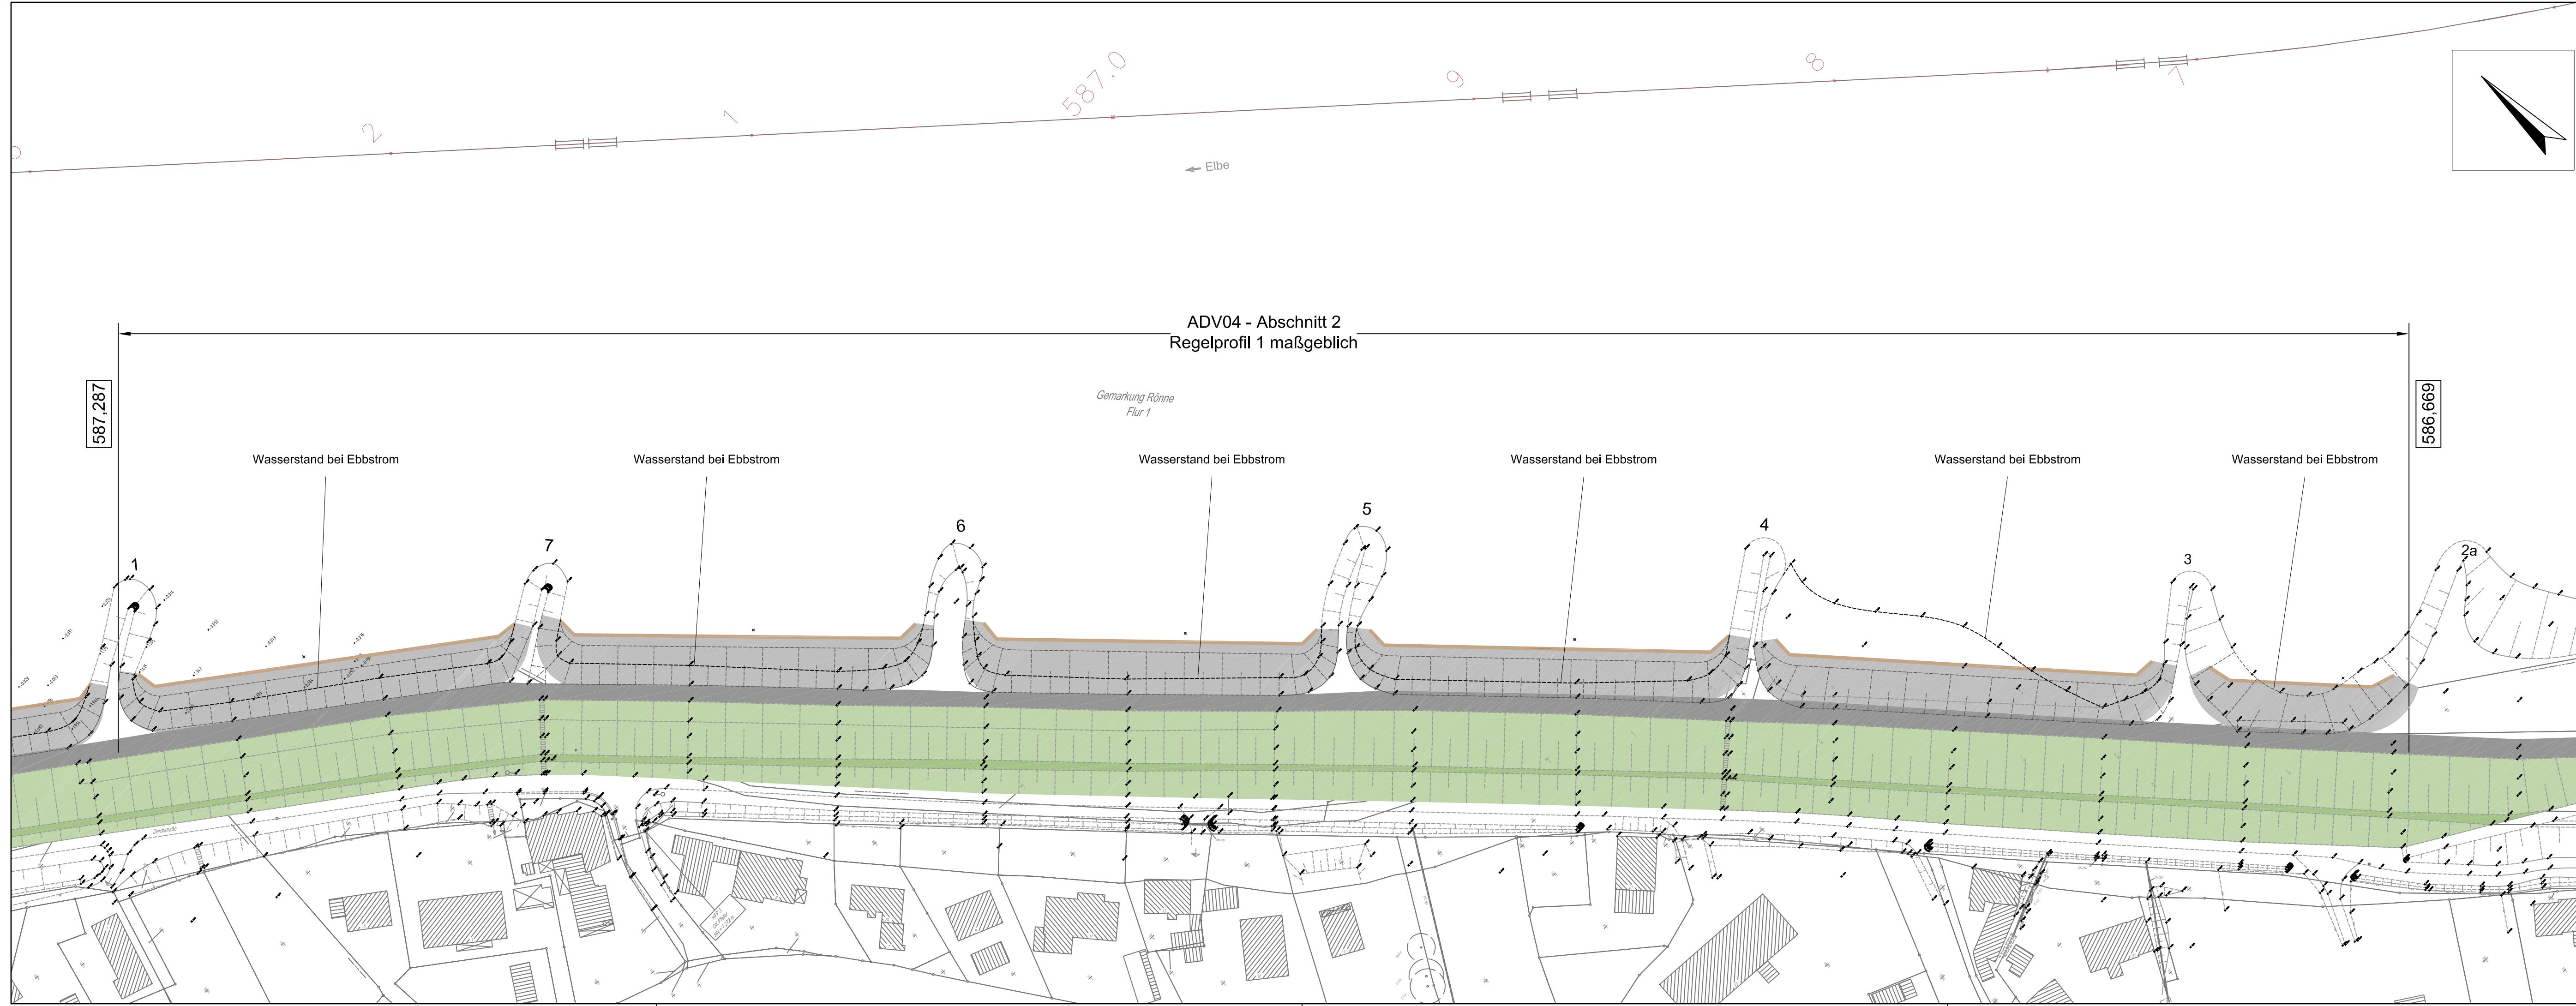 2
1
587.0
9
8
7
Elbe
ADV04 - Abschnitt 2
Regelprofil 1 maßgeblich
587,287
586,669
Gemarkung Rönne
Flur 1
Wasserstand bei Ebbstrom
Wasserstand bei Ebbstrom
Wasserstand bei Ebbstrom
Wasserstand bei Ebbstrom
Wasserstand bei Ebbstrom
Wasserstand bei Ebbstrom
1
7
6
5
4
3
2a
Deichstraße